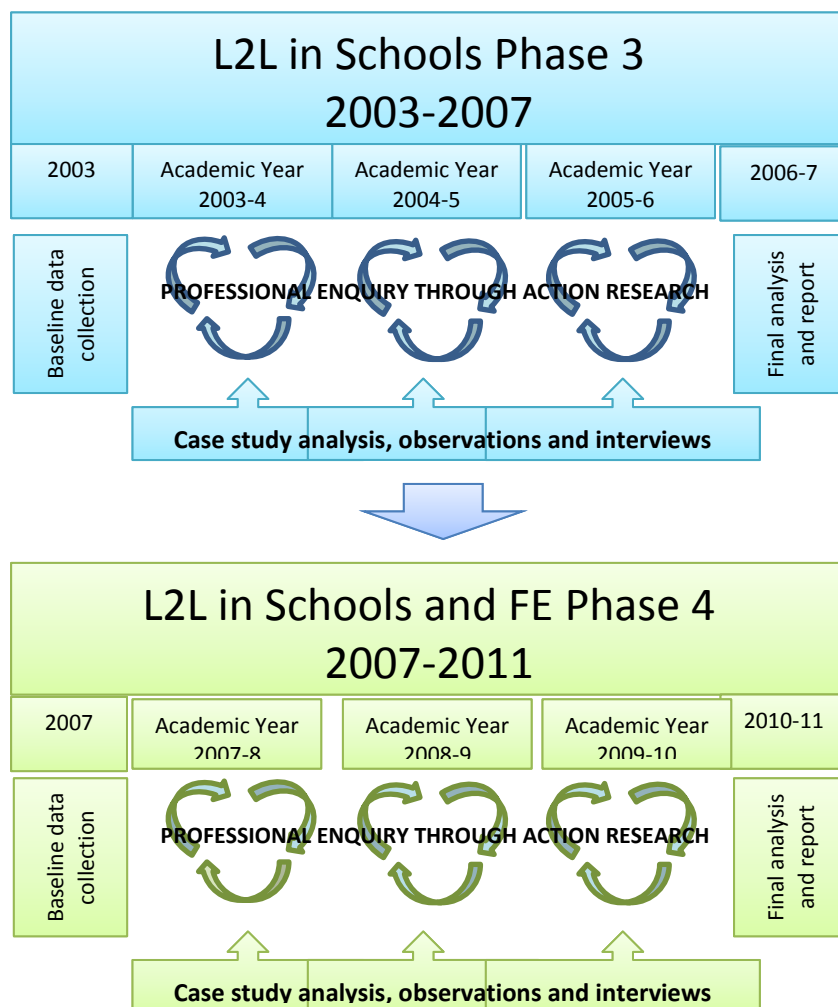 L2L in Schools Phase 3
2003-2007
2003
Academic Year
2003-4
Academic Year
2004-5
Academic Year
2005-6
2006-7
Baseline data
collection
PROFESSIONAL ENQUIRY THROUGH ACTION RESEARCH
Final analysis
and report
Case study analysis, observations and interviews
L2L in Schools and FE Phase 4
2007-2011
2007
Academic Year
2007-8
Academic Year
2008-9
Academic Year
2009-10
2010-11
Baseline data
collection
PROFESSIONAL ENQUIRY THROUGH ACTION RESEARCH
Final analysis
and report
Case study analysis, observations and interviews